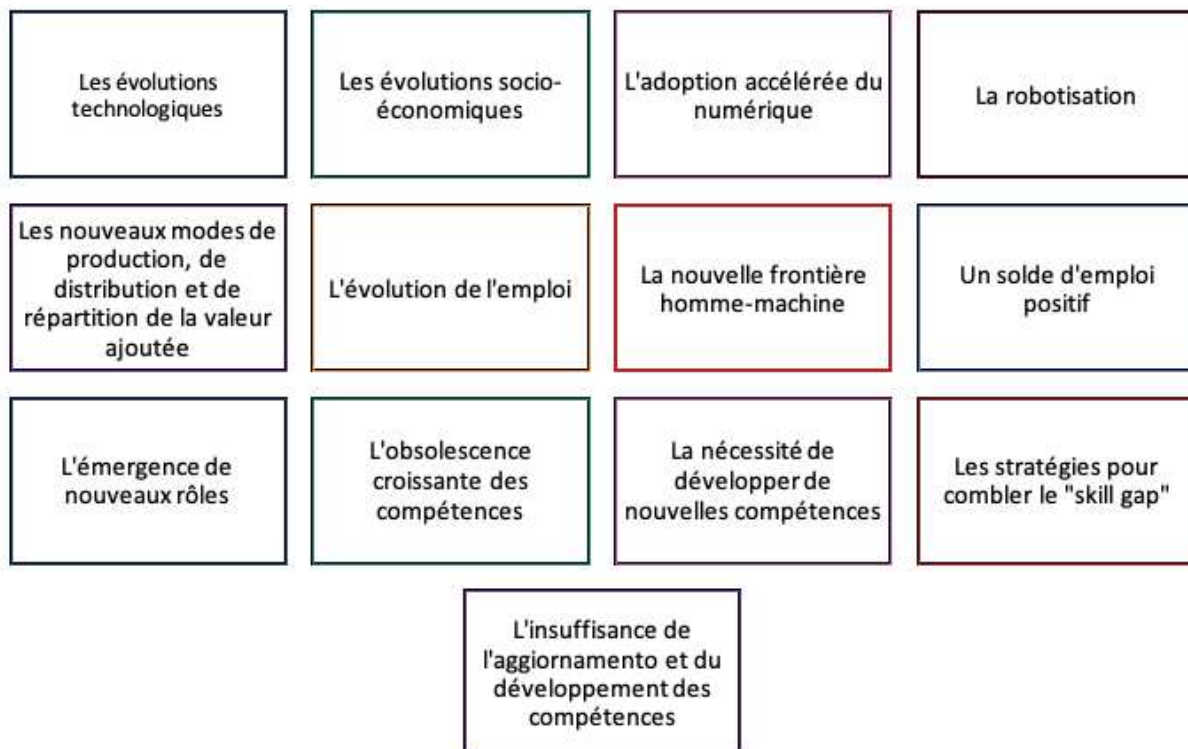 Les évolutions
technologiques
Les évolutions socio-
économiques
L'adoption accélérée du
numérique
La robotisation
Les nouveaux modes de
production, de
distribution et de
répartition de la valeur
ajoutée
L'évolution de l'emploi
La nouvelle frontière
homme-machine
Un solde d'emploi
positif
L'émergence de
nouveaux rôles
L'obsolescence
croissante des
compétences
La nécessité de
développer de
nouvelles compétences
Les stratégies pour
combler le "skill gap"
L'insuffisance de
l'aggiornamento et du
développement des
compétences